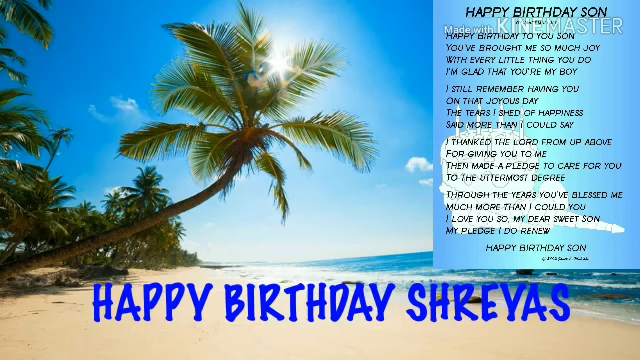 HAPPY BIRTHDAY SON
Made with KINEMASTER
HAPPY BIRTHDAY TO YOU SON
YOU'VE BROUGHT ME SO MUCH JOY
WITH EVERY LITTLE THING YOU DO
I'M GLAD THAT YOU'RE MY BOY
I STILL REMEMBER HAVING YOU
ON THAT JOYOUS DAY
THE TEARS I SHED OF HAPPINESS
SAID MORE THAN I COULD SAY
I THANKED THE LORD FROM UP ABOVE
FOR GIVING YOU TO ME
THEN MADE A PLEDGE TO CARE FOR YOU
TO THE UTTERMOST DEGREE
THROUGH THE YEARS YOU'VE BLESSED ME
MUCH MORE THAN I COULD YOU
I LOVE YOU SO, MY DEAR SWEET SON
MY PLEDGE I DO RENEW
HAPPY BIRTHDAY SON
HAPPY BIRTHDAY SHREYAS